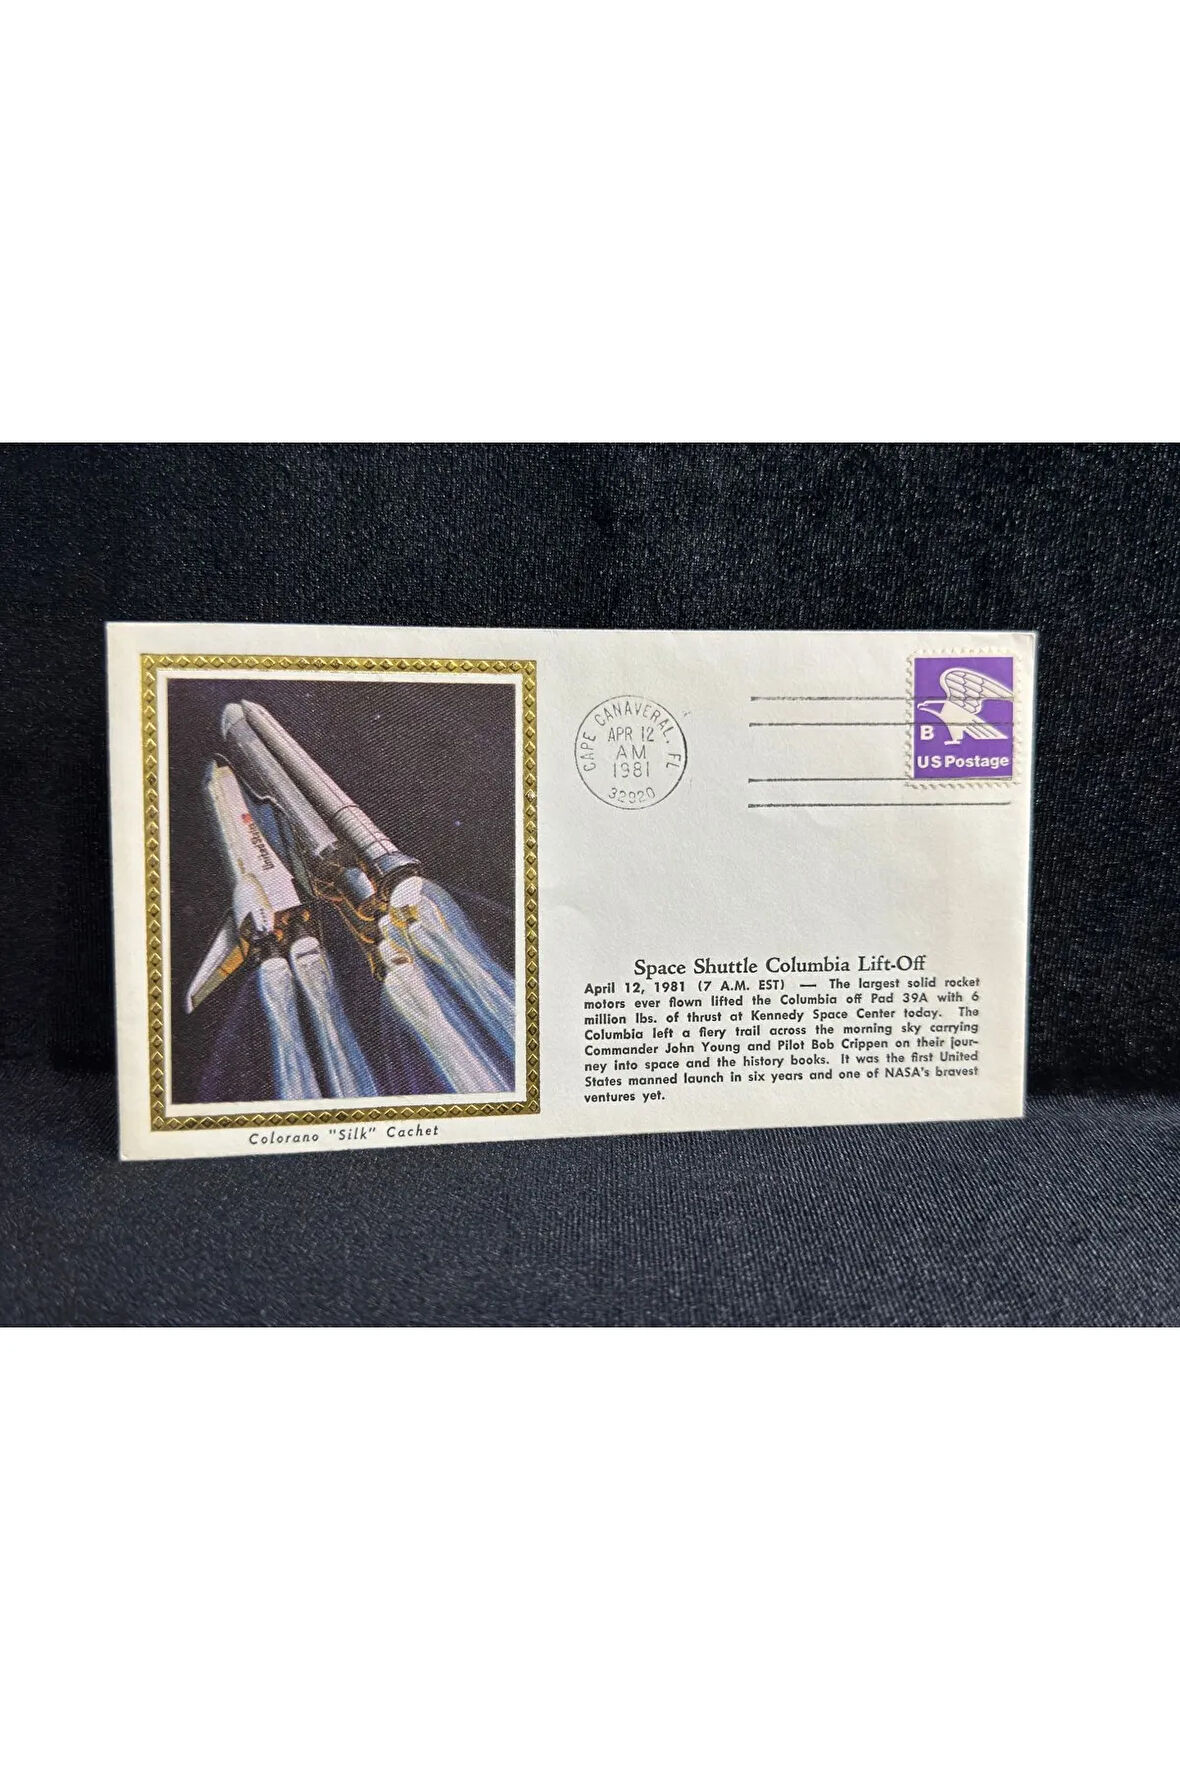 CAPE CANAVERAL, FL
APR 12
AM
1981
32920
B
US Postage
United States
Space Shuttle Columbia Lift-Off
April 12, 1981 (7 A.M. EST) — The largest solid rocket
motors ever flown lifted the Columbia off Pad 39A with 6
million lbs. of thrust at Kennedy Space Center today. The
Columbia left a fiery trail across the morning sky carrying
Commander John Young and Pilot Bob Crippen on their jour-
ney into space and the history books. It was the first United
States manned launch in six years and one of NASA's bravest
ventures yet.
Colorano "Silk" Cachet